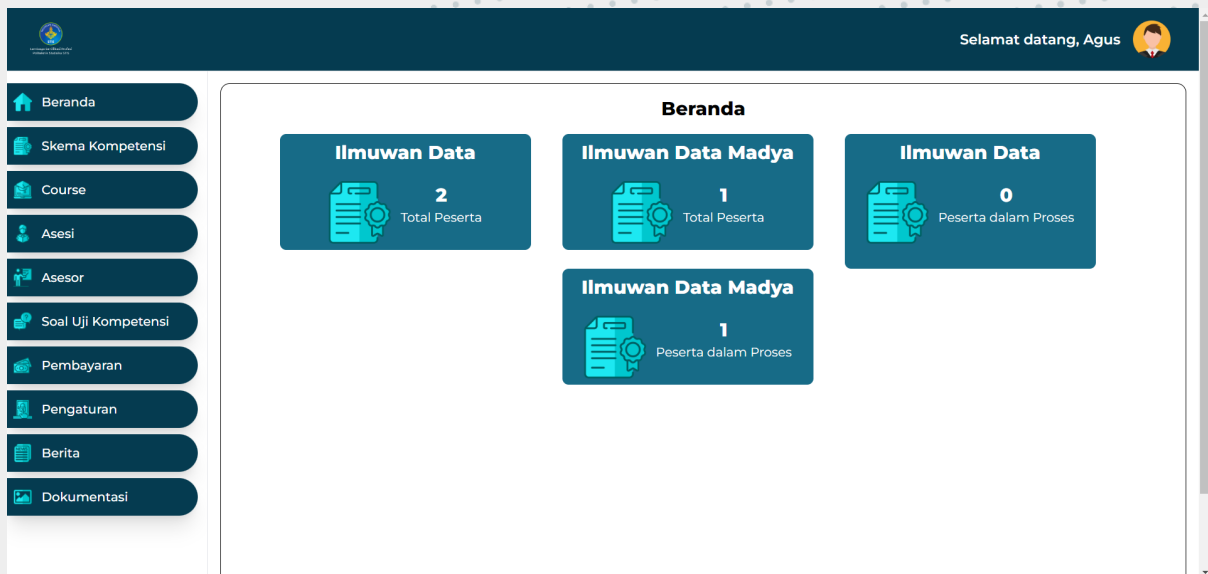 Selamat datang, Agus
Beranda
Skema Kompetensi
Course
Asesi
Asesor
Soal Uji Kompetensi
Pembayaran
Pengaturan
Berita
Dokumentasi
Beranda
Ilmuwan Data
2
Total Peserta
Ilmuwan Data Madya
1
Total Peserta
Ilmuwan Data
0
Peserta dalam Proses
Ilmuwan Data Madya
1
Peserta dalam Proses